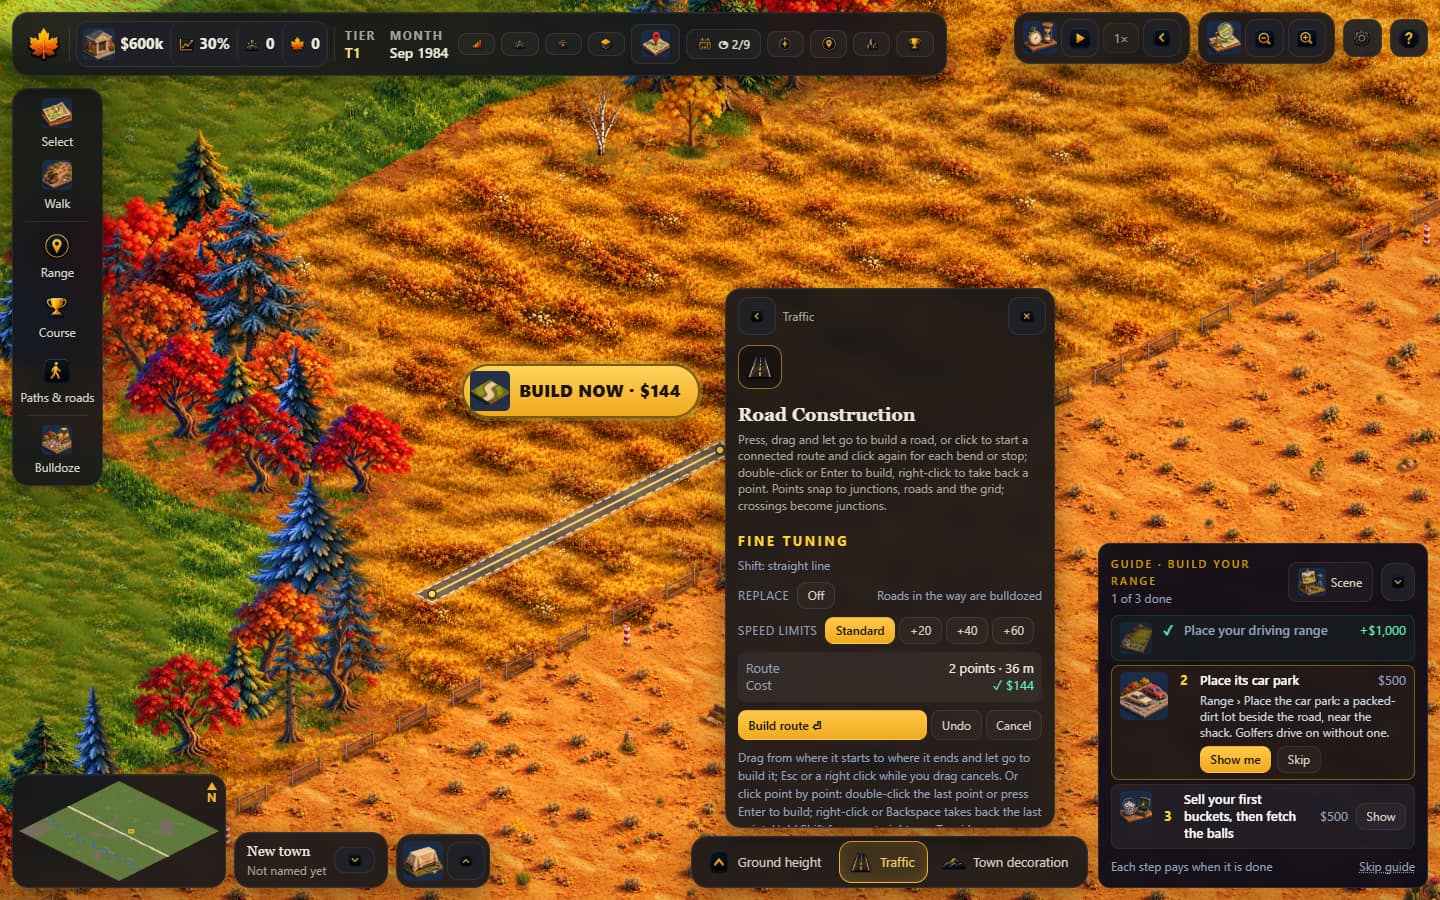 $600k
30%
0
0
TIER
T1
MONTH
Sep 1984
2/9
1×
?
Select
Walk
Range
Course
Paths & roads
Bulldoze
BUILD NOW · $144
Traffic
Road Construction
Press, drag and let go to build a road, or click to start a
connected route and click again for each bend or stop;
double-click or Enter to build, right-click to take back a
point. Points snap to junctions, roads and the grid;
crossings become junctions.
FINE TUNING
Shift: straight line
REPLACE Off Roads in the way are bulldozed
SPEED LIMITS Standard +20 +40 +60
Route 2 points · 36 m
Cost ✓ $144
Build route ⏎ Undo Cancel
Drag from where it starts to where it ends and let go to
build it; Esc or a right click while you drag cancels. Or
click point by point: double-click the last point or press
Enter to build; right-click or Backspace takes back the last
GUIDE · BUILD YOUR
RANGE
1 of 3 done
Scene
✓ Place your driving range +$1,000
2 Place its car park $500
Range › Place the car park: a packed-
dirt lot beside the road, near the
shack. Golfers drive on without one.
Show me Skip
3 Sell your first
buckets, then fetch
the balls
$500 Show
Each step pays when it is done Skip guide
N
New town
Not named yet
Ground height
Traffic
Town decoration